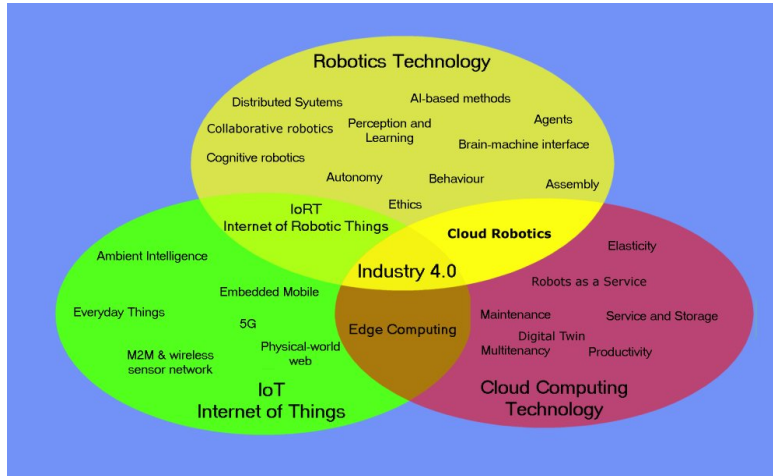 Robotics Technology
Distributed Syutems
AI-based methods
Collaborative robotics
Perception and
Learning
Agents
Brain-machine interface
Cognitive robotics
Autonomy
Behaviour
Assembly
Ethics
IoRT
Internet of Robotic Things
Cloud Robotics
Industry 4.0
Edge Computing
Ambient Intelligence
Embedded Mobile
Everyday Things
5G
M2M & wireless
sensor network
Physical-world
web
IoT
Internet of Things
Elasticity
Robots as a Service
Maintenance
Service and Storage
Digital Twin
Multitenancy
Productivity
Cloud Computing
Technology